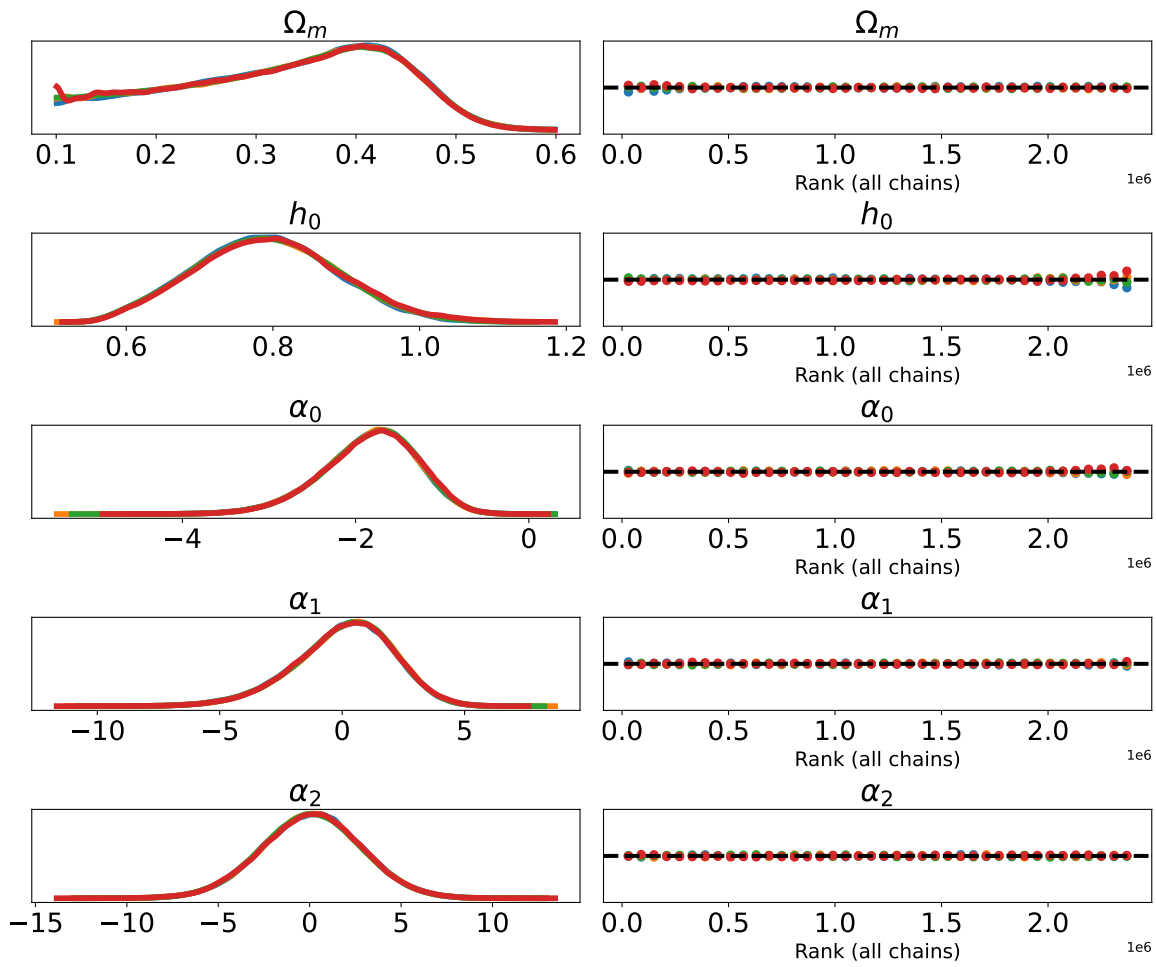 Ωₘ Ωₘ
0.1 0.2 0.3 0.4 0.5 0.6 0.0 0.5 1.0 1.5 2.0
Rank (all chains) 1e6
h₀ h₀
0.6 0.8 1.0 1.2 0.0 0.5 1.0 1.5 2.0
Rank (all chains) 1e6
α₀ α₀
−4 −2 0 0.0 0.5 1.0 1.5 2.0
Rank (all chains) 1e6
α₁ α₁
−10 −5 0 5 0.0 0.5 1.0 1.5 2.0
Rank (all chains) 1e6
α₂ α₂
−15 −10 −5 0 5 10 0.0 0.5 1.0 1.5 2.0
Rank (all chains) 1e6